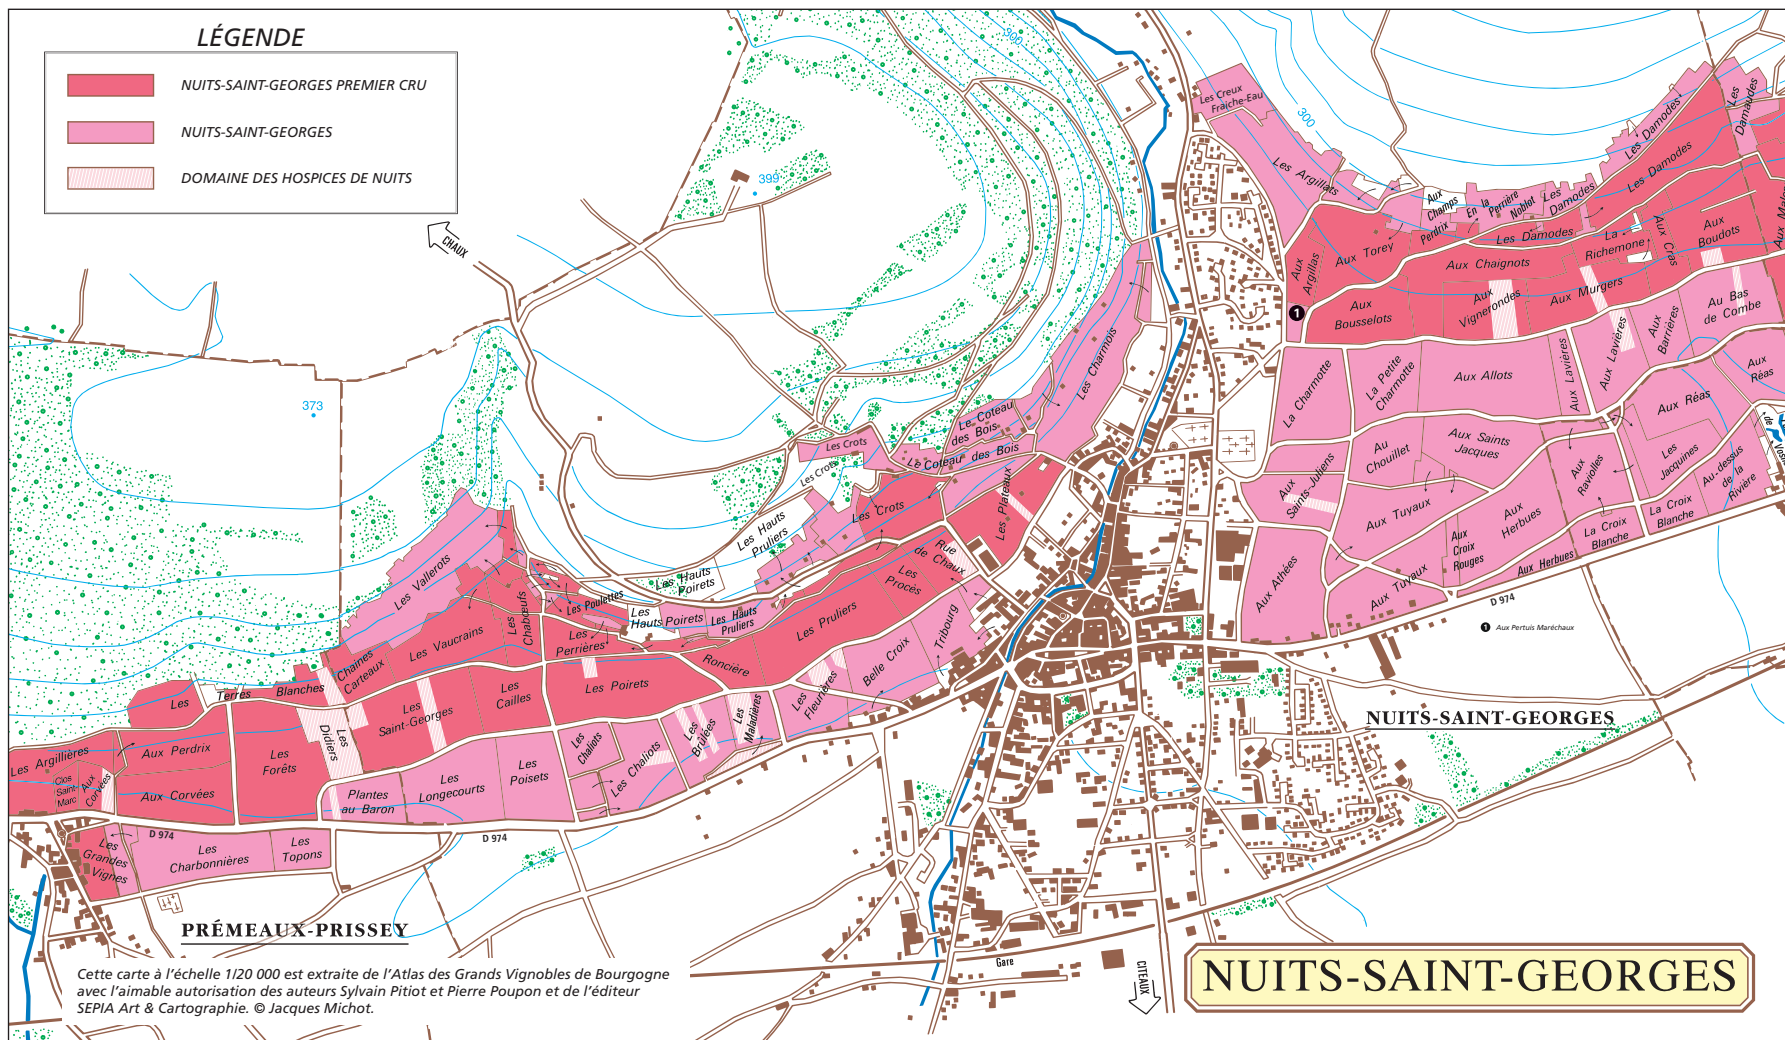 LÉGENDE
NUITS-SAINT-GEORGES PREMIER CRU
NUITS-SAINT-GEORGES
DOMAINE DES HOSPICES DE NUITS
CHAUX
399
373
300
300
Les Creux
Fraîche-Eau
Les Argillats
Aux
Champs
Perdrix
En la
Perrière
Noblot
Les
Damodes
Les Damodes
Les
Damaudes
Les Damodes
Les Damodes
Aux Torey
Aux
Argillas
Aux
Bousselots
Aux Chaignots
La
Richemone
Aux Cras
Aux
Boudots
Aux
Vignerondes
Aux Murgers
Au Bas
de Combe
Aux
Barrières
Aux Lavières
Aux Lavières
Aux
Réas
Aux Réas
La Charmotte
La Petite
Charmotte
Aux Allots
Au
Chouillet
Aux Saints
Jacques
Aux
Saints-Juliens
Aux Tuyaux
Aux
Raviolles
Les
Jacquines
Au-dessus
de la
Rivière
La Croix
Blanche
La Croix
Blanche
Aux
Herbues
Aux
Croix
Rouges
Aux Herbues
Aux Athées
Aux Tuyaux
D 974
1
1 Aux Pertuis Maréchaux
Les Charmois
Le Coteau
des Bois
Le Coteau des Bois
Les Crots
Les Crots
Les Crots
Les Plateaux
Les Hauts
Pruliers
Rue
de Chaux
Les
Procès
Les Pruliers
Les Hauts
Poirets
Les
Hauts Poirets
Les Hauts
Pruliers
Les Poulettes
Les
Perrières
Les
Chabœufs
Les Vallerots
Les Vaucrains
Chaines
Carteaux
Roncière
Les Poirets
Les
Cailles
Les
Saint-Georges
Les
Didiers
Les Terres Blanches
Les
Forêts
Aux Perdrix
Aux Corvées
Les Argillières
Clos
Saint
Marc
Aux
Corvées
Tribourg
Belle Croix
Les
Fleurières
Les
Maladières
Les
Brûlées
Les Chaliots
Les
Chaliots
Les
Poisets
Les
Longecourts
Plantes
au Baron
D 974
D 974
Les
Grandes
Vignes
Les
Charbonnières
Les
Topons
NUITS-SAINT-GEORGES
PRÉMEAUX-PRISSEY
Gare
CITEAUX
Cette carte à l'échelle 1/20 000 est extraite de l'Atlas des Grands Vignobles de Bourgogne
avec l'aimable autorisation des auteurs Sylvain Pitiot et Pierre Poupon et de l'éditeur
SEPIA Art & Cartographie. © Jacques Michot.
NUITS-SAINT-GEORGES